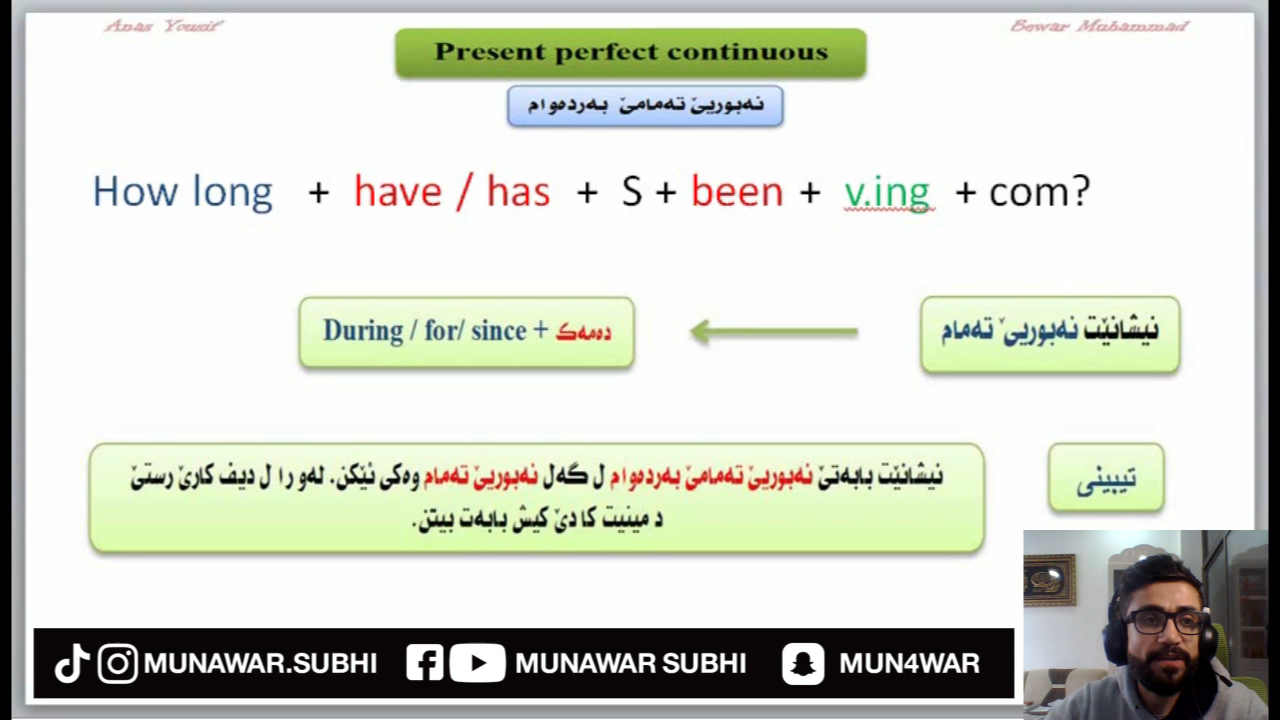 Anas Yousif
Bewar Muhammad
Present perfect continuous
نەبوریێ تەمامێ بەردەوام
How long + have / has + S + been + v.ing + com?
نیشانێت نەبوریێ تەمام
During / for/ since + دەمەک
تیبینی
نیشانێت بابەتێ نەبوریێ تەمامێ بەردەوام ل گەل نەبوریێ تەمام وەکی ئێکن. لەو را ل دیف کارێ رستێ
د مینیت کا دێ کیش بابەت بیتن.
MUNAWAR.SUBHI
MUNAWAR SUBHI
MUN4WAR